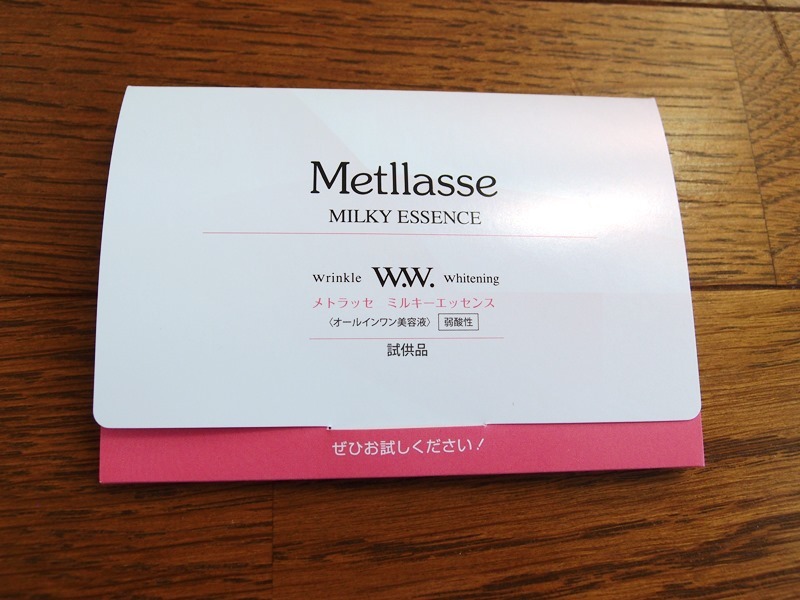 Metllasse
MILKY ESSENCE
Wrinkle W.W. Whitening
メトラッセ ミルキーエッセンス
〈オールインワン美容液〉 弱酸性
試供品
ぜひお試しください！